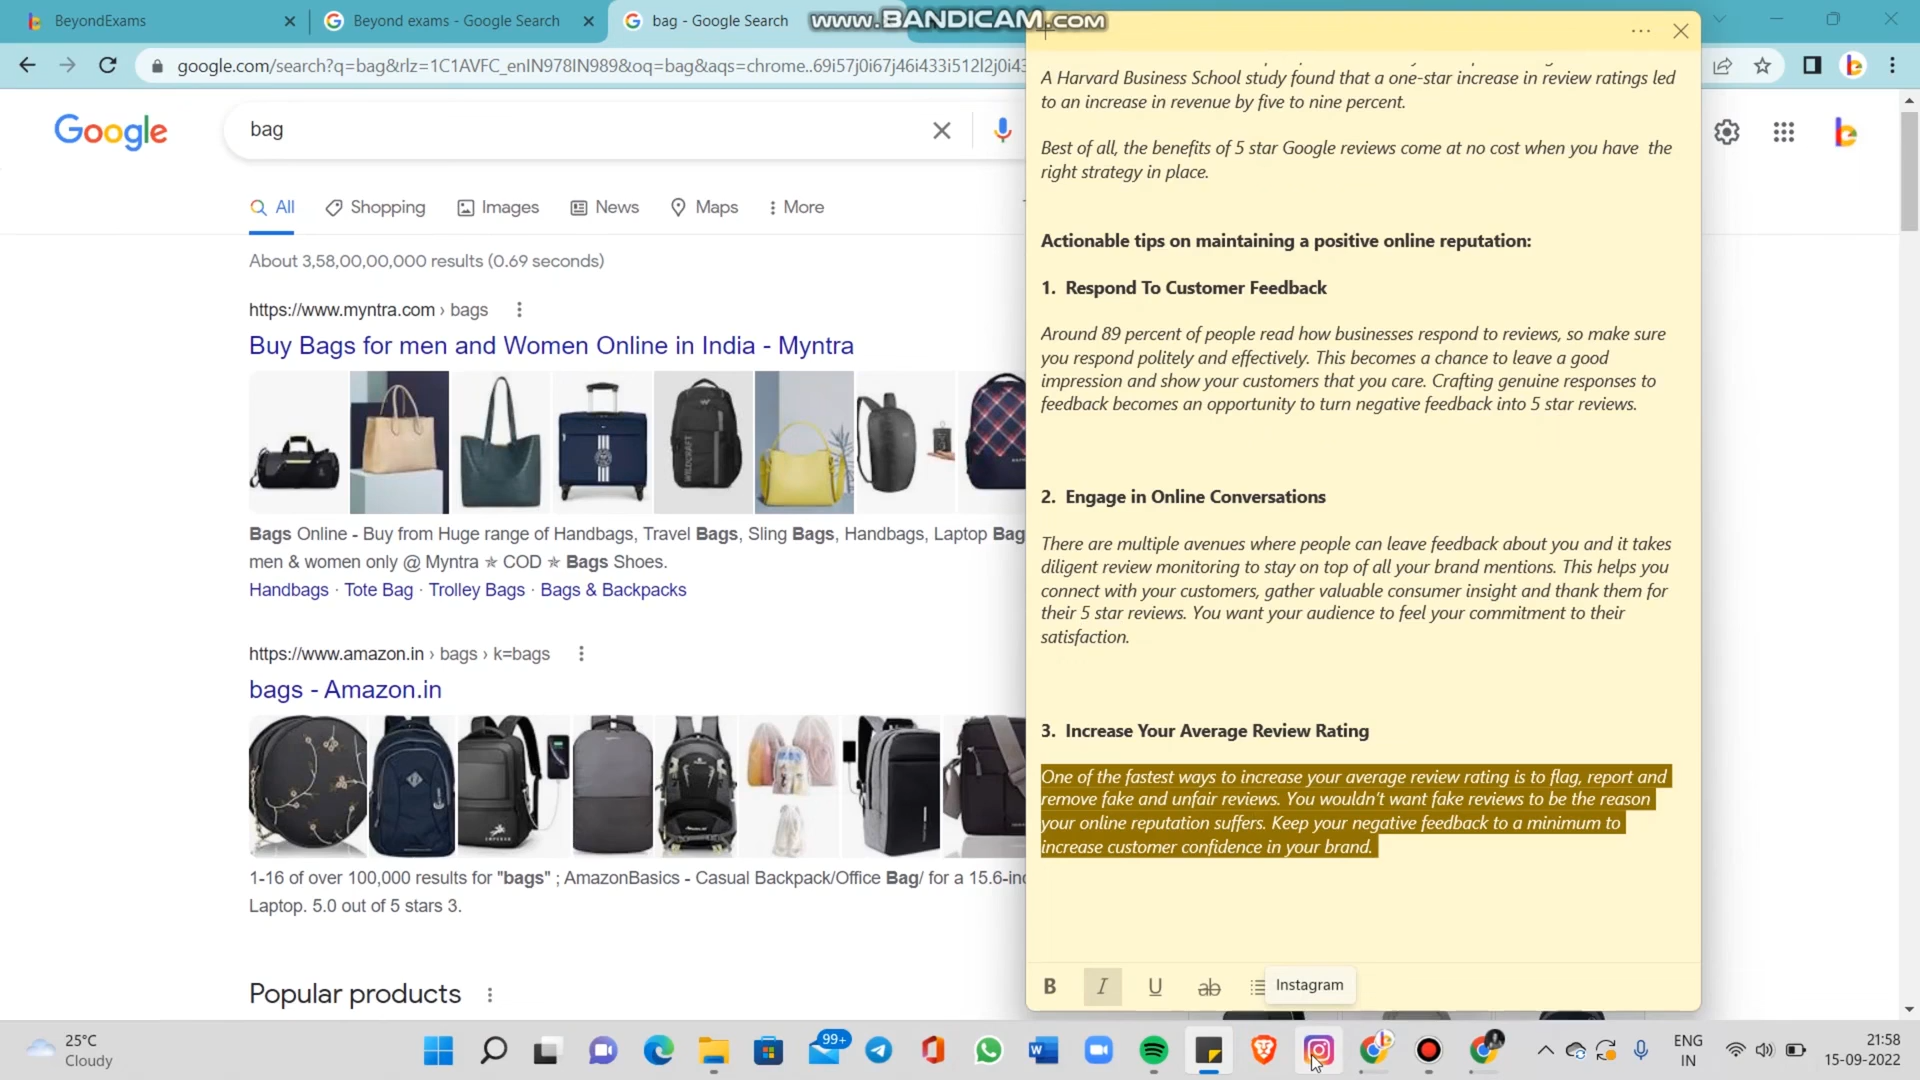 BeyondExams
Beyond exams - Google Search
bag - Google Search
www.BANDICAM.com
google.com/search?q=bag&rlz=1C1AVFC_enIN978IN989&oq=bag&aqs=chrome..69i57j0i67j46i433i512l2j0i43
Google
bag
All
Shopping
Images
News
Maps
More
About 3,58,00,00,000 results (0.69 seconds)
https://www.myntra.com › bags
Buy Bags for men and Women Online in India - Myntra
WILDCRAFT
Bags Online - Buy from Huge range of Handbags, Travel Bags, Sling Bags, Handbags, Laptop Bag
men & women only @ Myntra ✯ COD ✯ Bags Shoes.
Handbags · Tote Bag · Trolley Bags · Bags & Backpacks
https://www.amazon.in › bags › k=bags
bags - Amazon.in
1-16 of over 100,000 results for "bags" ; AmazonBasics - Casual Backpack/Office Bag/ for a 15.6-inc
Laptop. 5.0 out of 5 stars 3.
Popular products
A Harvard Business School study found that a one-star increase in review ratings led
to an increase in revenue by five to nine percent.
Best of all, the benefits of 5 star Google reviews come at no cost when you have the
right strategy in place.
Actionable tips on maintaining a positive online reputation:
1. Respond To Customer Feedback
Around 89 percent of people read how businesses respond to reviews, so make sure
you respond politely and effectively. This becomes a chance to leave a good
impression and show your customers that you care. Crafting genuine responses to
feedback becomes an opportunity to turn negative feedback into 5 star reviews.
2. Engage in Online Conversations
There are multiple avenues where people can leave feedback about you and it takes
diligent review monitoring to stay on top of all your brand mentions. This helps you
connect with your customers, gather valuable consumer insight and thank them for
their 5 star reviews. You want your audience to feel your commitment to their
satisfaction.
3. Increase Your Average Review Rating
One of the fastest ways to increase your average review rating is to flag, report and
remove fake and unfair reviews. You wouldn't want fake reviews to be the reason
your online reputation suffers. Keep your negative feedback to a minimum to
increase customer confidence in your brand.
B I U ab
Instagram
25°C
Cloudy
99+
ENG
IN
21:58
15-09-2022